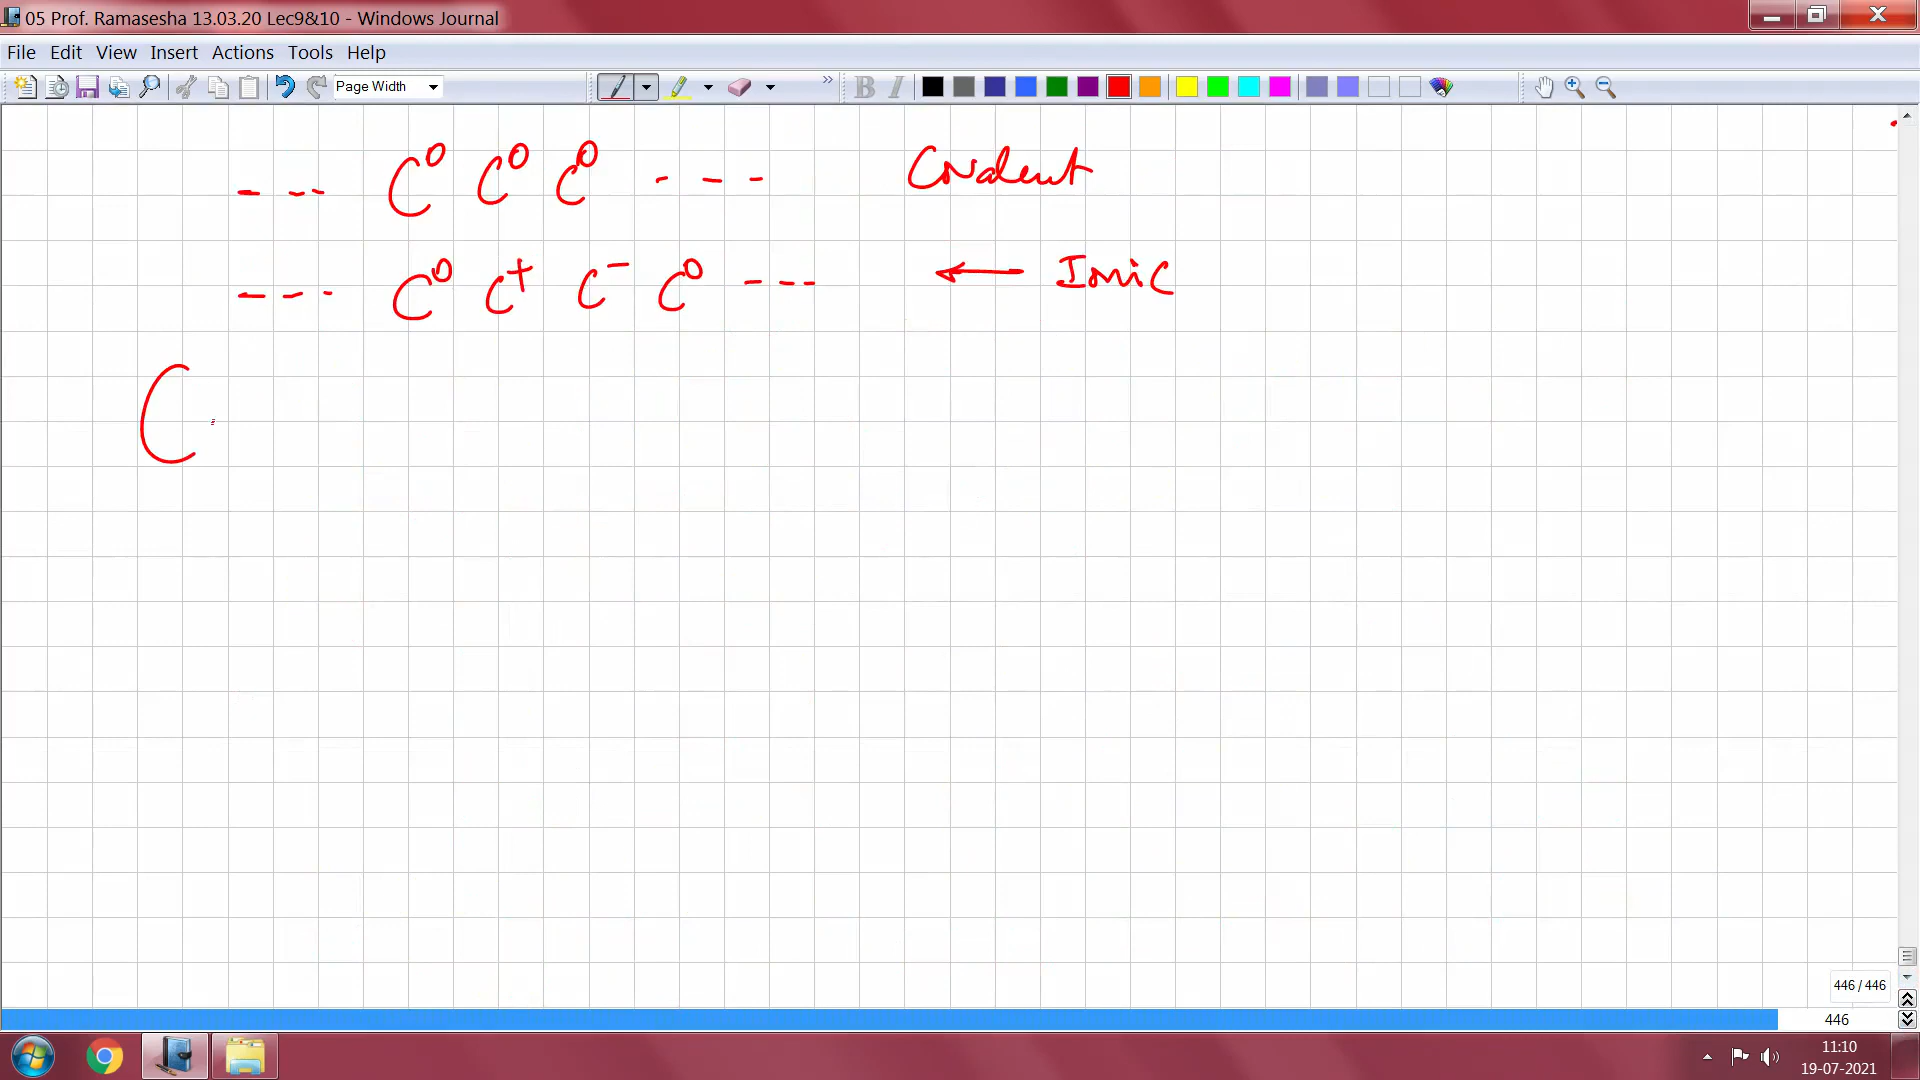 05 Prof. Ramasesha 13.03.20 Lec9&10 - Windows Journal
File Edit View Insert Actions Tools Help
Page Width B I
--- C⁰ C⁰ C⁰ --- Covalent
--- C⁰ C⁺ C⁻ C⁰ --- ← Ionic
C
446 / 446
446
11:10
19-07-2021